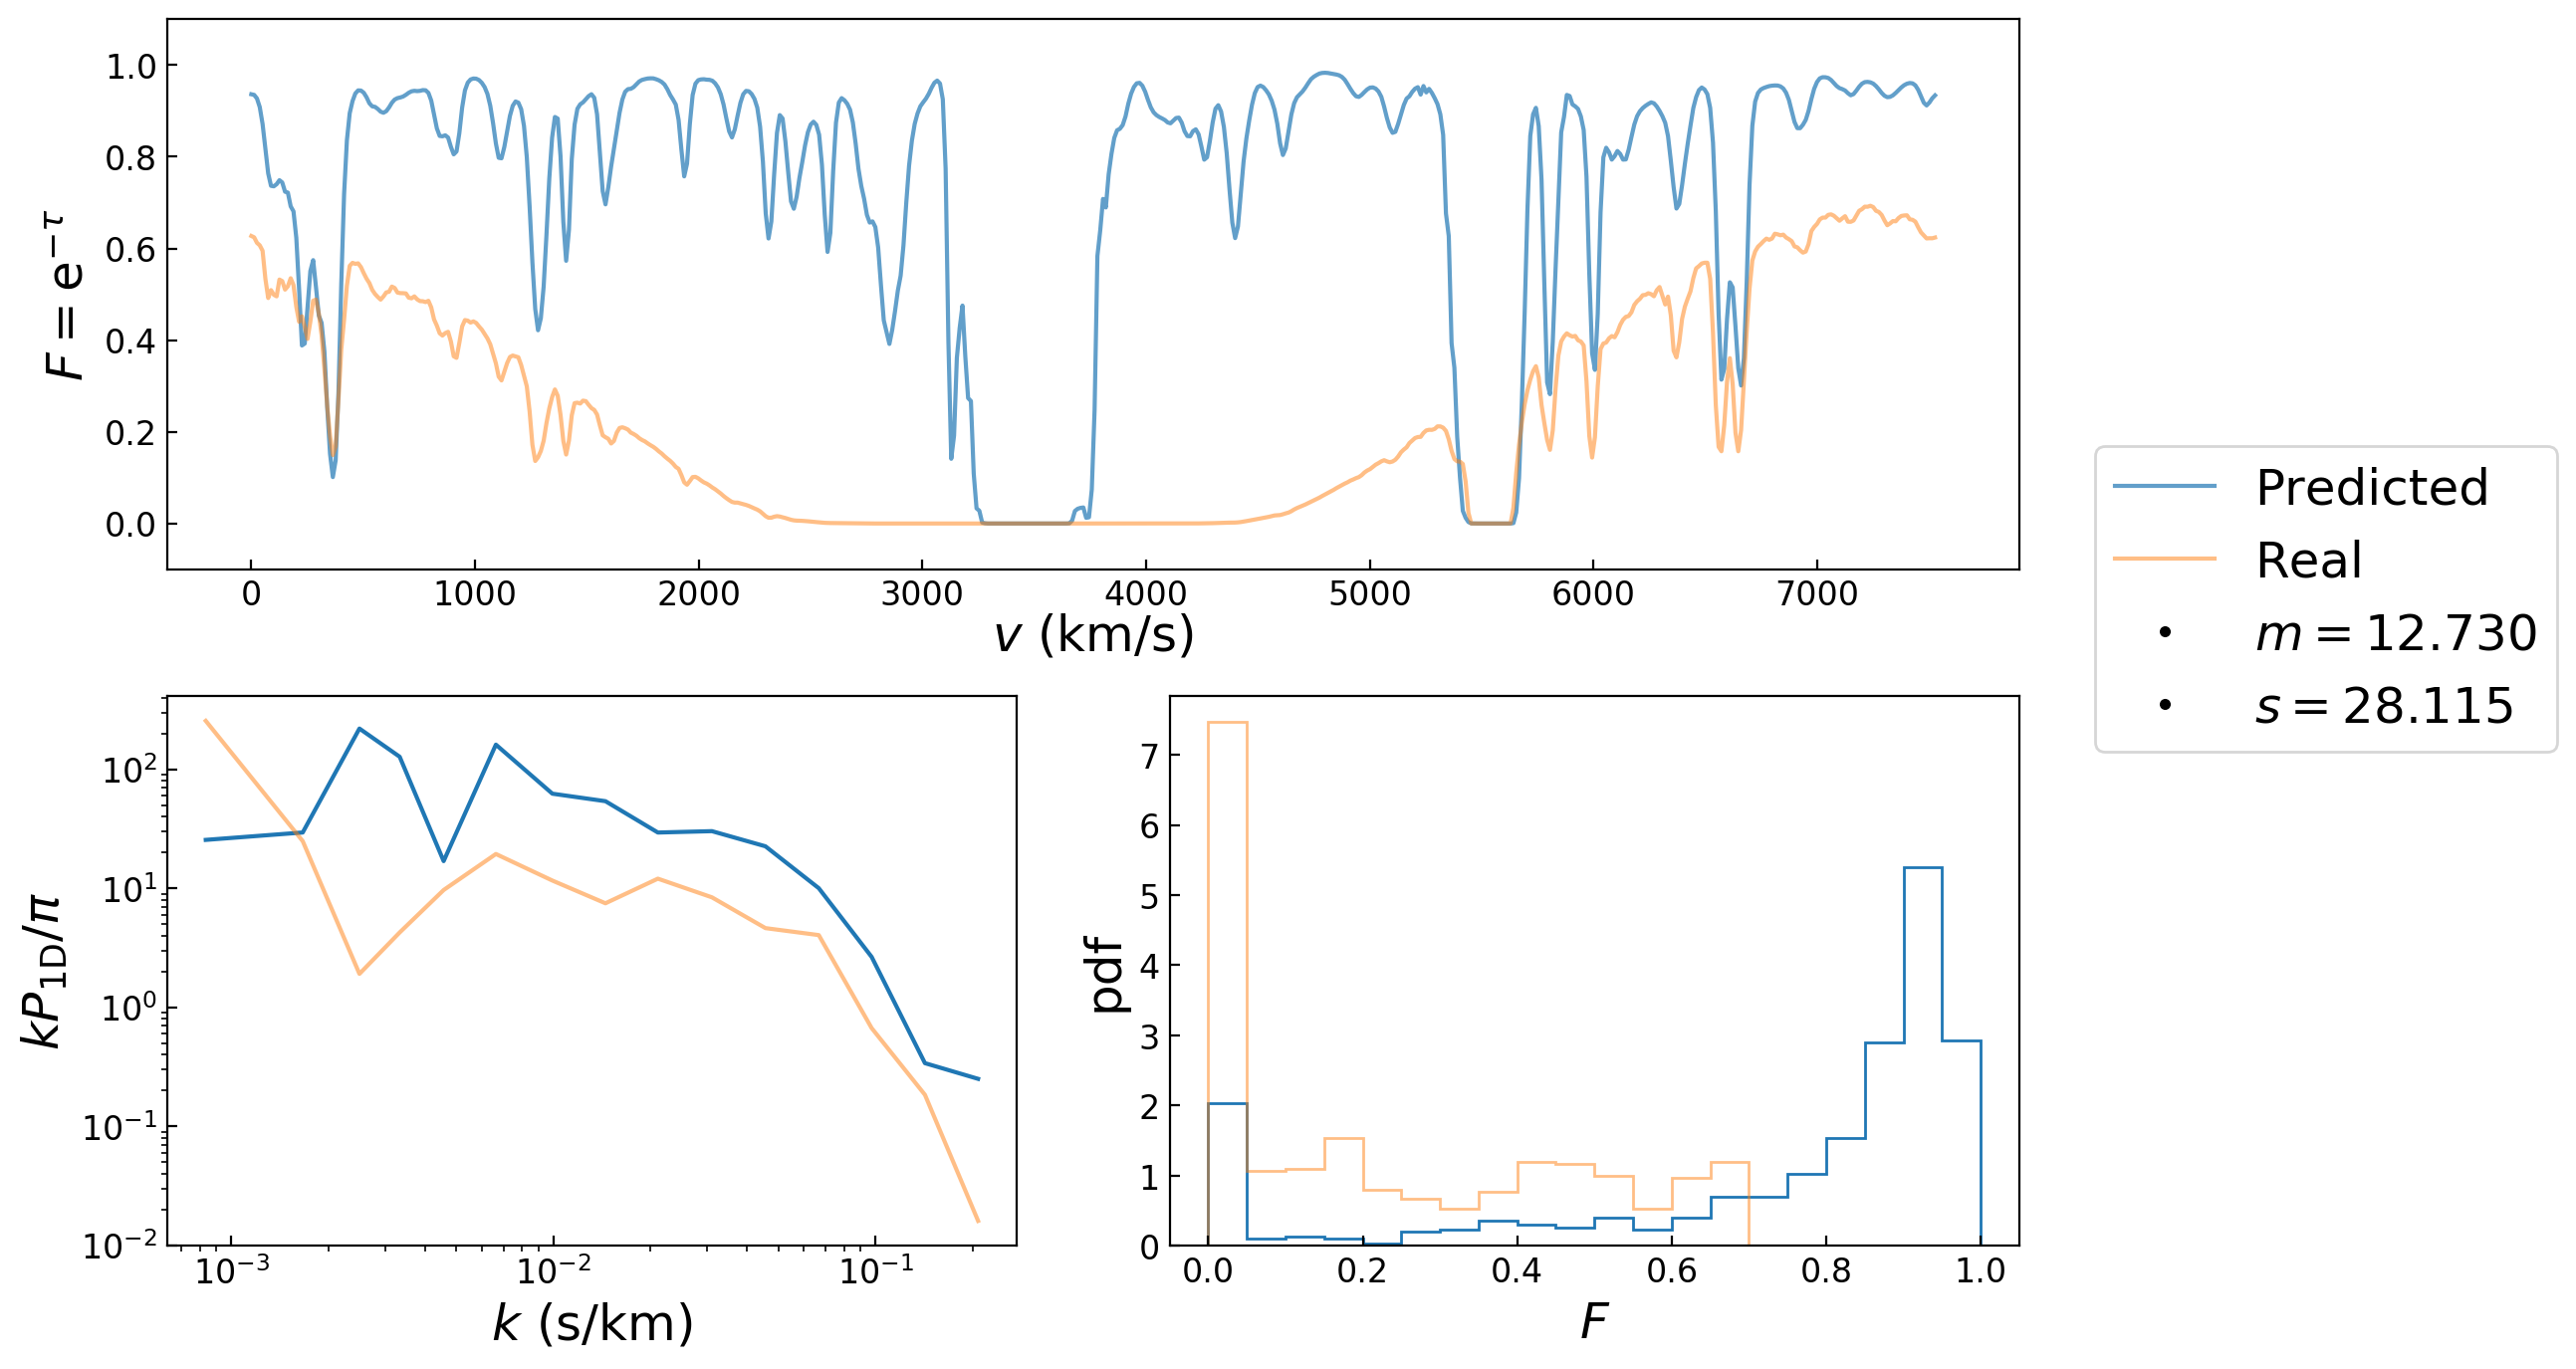 F = e^{−τ}
1.0
0.8
0.6
0.4
0.2
0.0
0 1000 2000 3000 4000 5000 6000 7000
v (km/s)
Predicted
Real
m = 12.730
s = 28.115
kP_{1D}/π
10^2
10^1
10^0
10^{−1}
10^{−2}
10^{−3} 10^{−2} 10^{−1}
k (s/km)
pdf
7
6
5
4
3
2
1
0
0.0 0.2 0.4 0.6 0.8 1.0
F